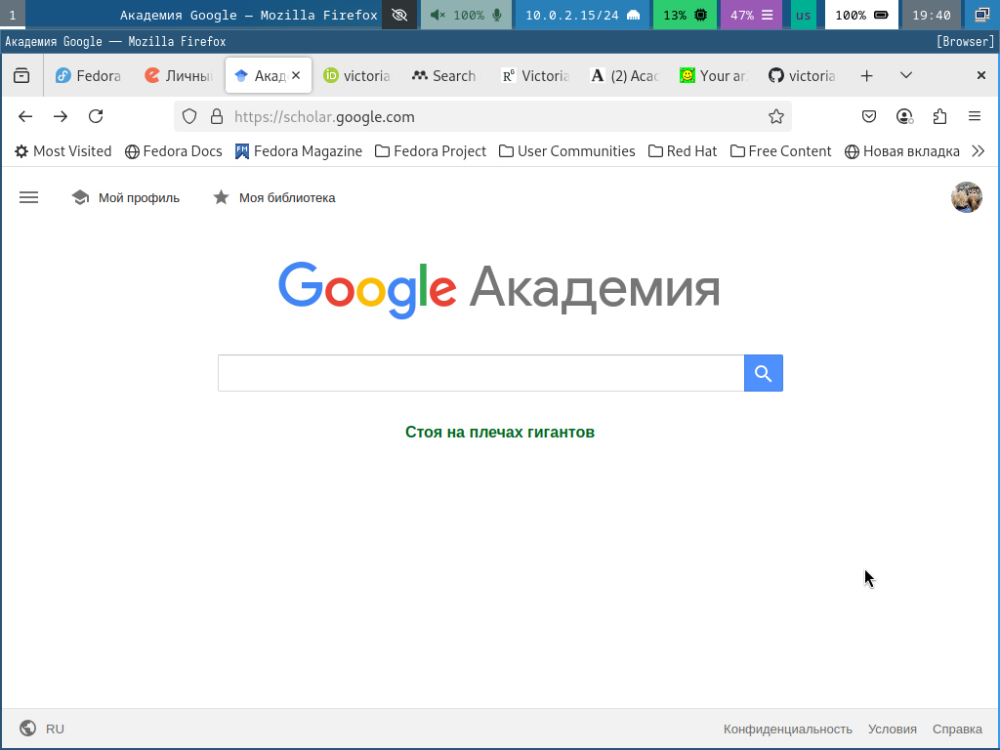 1 Академия Google — Mozilla Firefox 100% 10.0.2.15/24 13% 47% us 100% 19:40
Академия Google — Mozilla Firefox [Browser]
Fedora Личный Акад victoria Search Victoria (2) Acac Your ar victoria
https://scholar.google.com
Most Visited Fedora Docs Fedora Magazine Fedora Project User Communities Red Hat Free Content Новая вкладка
Мой профиль Моя библиотека
Google Академия
Стоя на плечах гигантов
RU Конфиденциальность Условия Справка